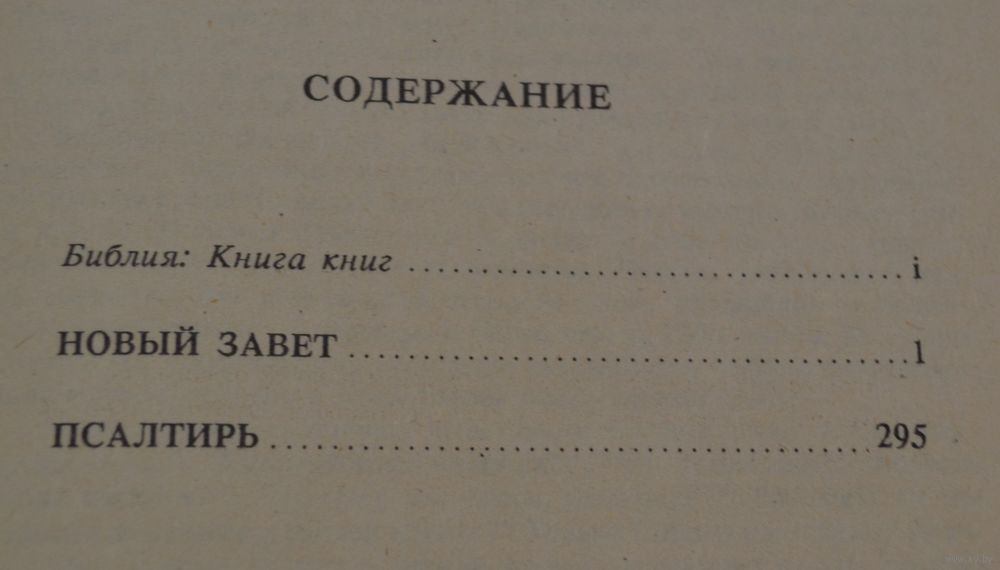 СОДЕРЖАНИЕ
Библия: Книга книг ........................................ i
НОВЫЙ ЗАВЕТ ........................................ 1
ПСАЛТИРЬ ........................................ 295